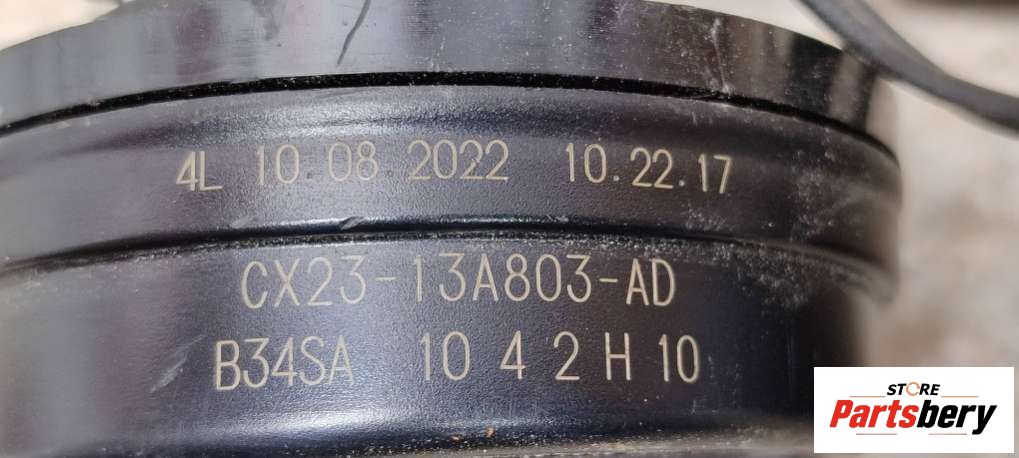 4L 10.08.2022 10.22.17
CX23-13A803-AD
B34SA 10 4 2 H 10
STORE
Partsbery